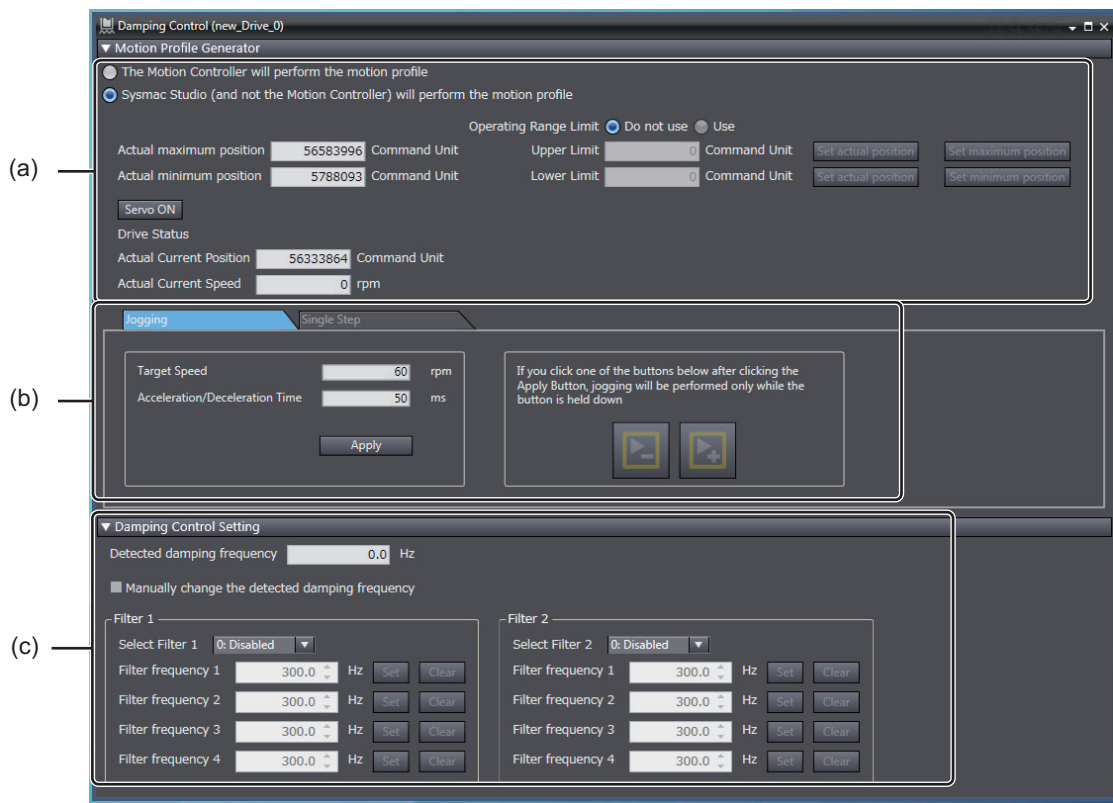 Damping Control (new_Drive_0)
Motion Profile Generator
The Motion Controller will perform the motion profile
Sysmac Studio (and not the Motion Controller) will perform the motion profile
Operating Range Limit Do not use Use
(a)
Actual maximum position 56583996 Command Unit Upper Limit 0 Command Unit Set actual position Set maximum position
Actual minimum position 5788093 Command Unit Lower Limit 0 Command Unit Set actual position Set minimum position
Servo ON
Drive Status
Actual Current Position 56333864 Command Unit
Actual Current Speed 0 rpm
Jogging Single Step
(b)
Target Speed 60 rpm
Acceleration/Deceleration Time 50 ms
Apply
If you click one of the buttons below after clicking the
Apply Button, jogging will be performed only while the
button is held down
Damping Control Setting
Detected damping frequency 0.0 Hz
Manually change the detected damping frequency
(c)
Filter 1
Select Filter 1 0: Disabled
Filter frequency 1 300.0 Hz Set Clear
Filter frequency 2 300.0 Hz Set Clear
Filter frequency 3 300.0 Hz Set Clear
Filter frequency 4 300.0 Hz Set Clear
Filter 2
Select Filter 2 0: Disabled
Filter frequency 1 300.0 Hz Set Clear
Filter frequency 2 300.0 Hz Set Clear
Filter frequency 3 300.0 Hz Set Clear
Filter frequency 4 300.0 Hz Set Clear